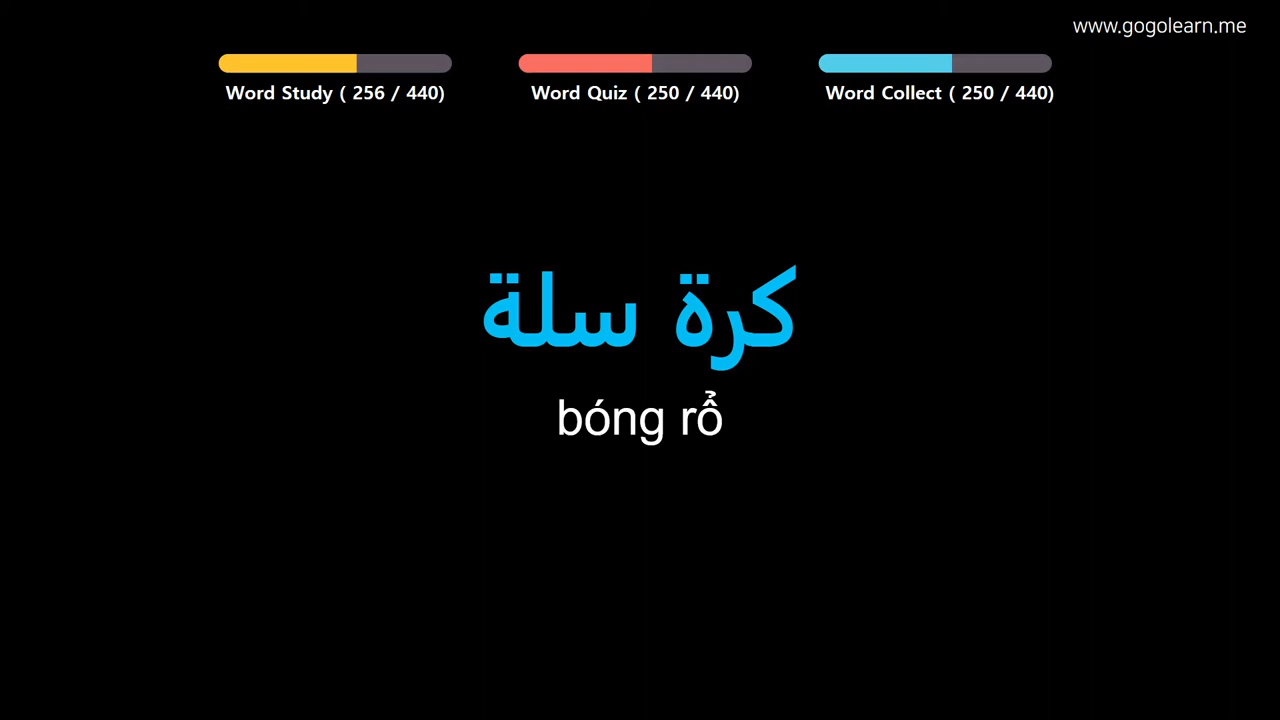 www.gogolearn.me
Word Study ( 256 / 440)
Word Quiz ( 250 / 440)
Word Collect ( 250 / 440)
كرة سلة
bóng rổ